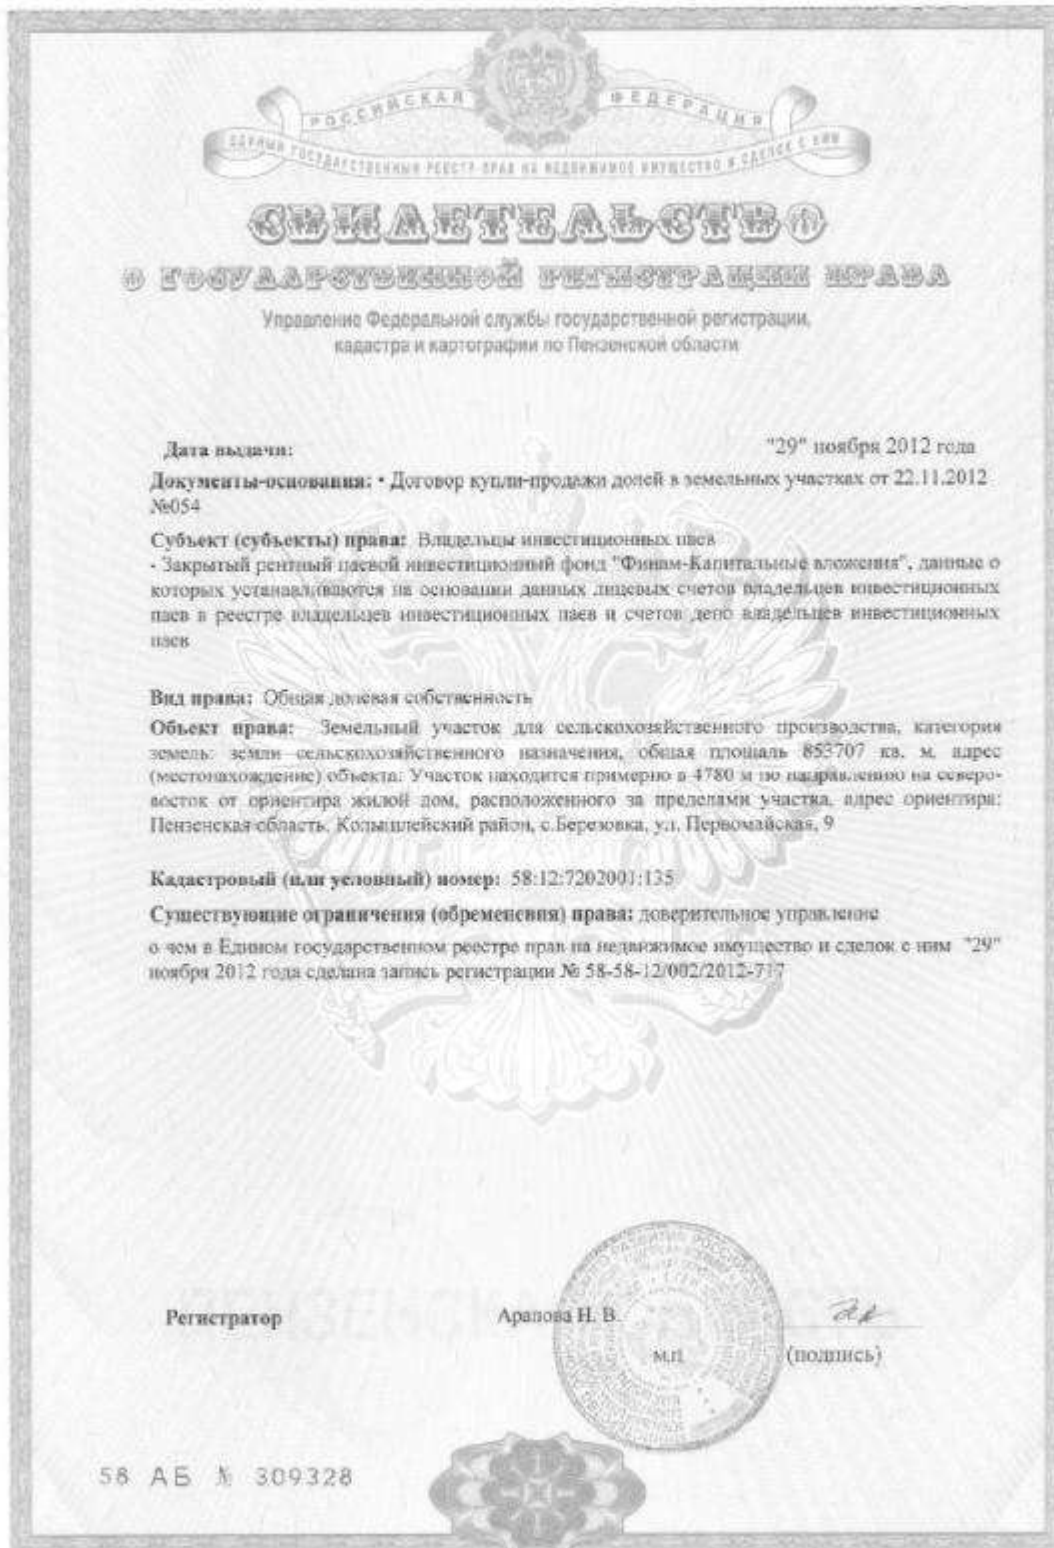 РОССИЙСКАЯ ФЕДЕРАЦИЯ
ЕДИНЫЙ ГОСУДАРСТВЕННЫЙ РЕЕСТР ПРАВ НА НЕДВИЖИМОЕ ИМУЩЕСТВО И СДЕЛОК С НИМ
СВИДЕТЕЛЬСТВО
О ГОСУДАРСТВЕННОЙ РЕГИСТРАЦИИ ПРАВА
Управление Федеральной службы государственной регистрации,
кадастра и картографии по Пензенской области
Дата выдачи: "29" ноября 2012 года
Документы-основания: • Договор купли-продажи долей в земельных участках от 22.11.2012
№054
Субъект (субъекты) права: Владельцы инвестиционных паев
- Закрытый рентный паевой инвестиционный фонд "Финам-Капитальные вложения", данные о
которых устанавливаются на основании данных лицевых счетов владельцев инвестиционных
паев в реестре владельцев инвестиционных паев и счетов депо владельцев инвестиционных
паев
Вид права: Общая долевая собственность
Объект права: Земельный участок для сельскохозяйственного производства, категория
земель: земли сельскохозяйственного назначения, общая площадь 853707 кв. м, адрес
(местонахождение) объекта: Участок находится примерно в 4780 м по направлению на северо-
восток от ориентира жилой дом, расположенного за пределами участка, адрес ориентира:
Пензенская область, Колышлейский район, с.Березовка, ул. Первомайская, 9
Кадастровый (или условный) номер: 58:12:7202001:135
Существующие ограничения (обременения) права: доверительное управление
о чем в Едином государственном реестре прав на недвижимое имущество и сделок с ним "29"
ноября 2012 года сделана запись регистрации № 58-58-12/002/2012-717
Регистратор Арапова Н. В.
м.п. (подпись)
58 АБ № 309328